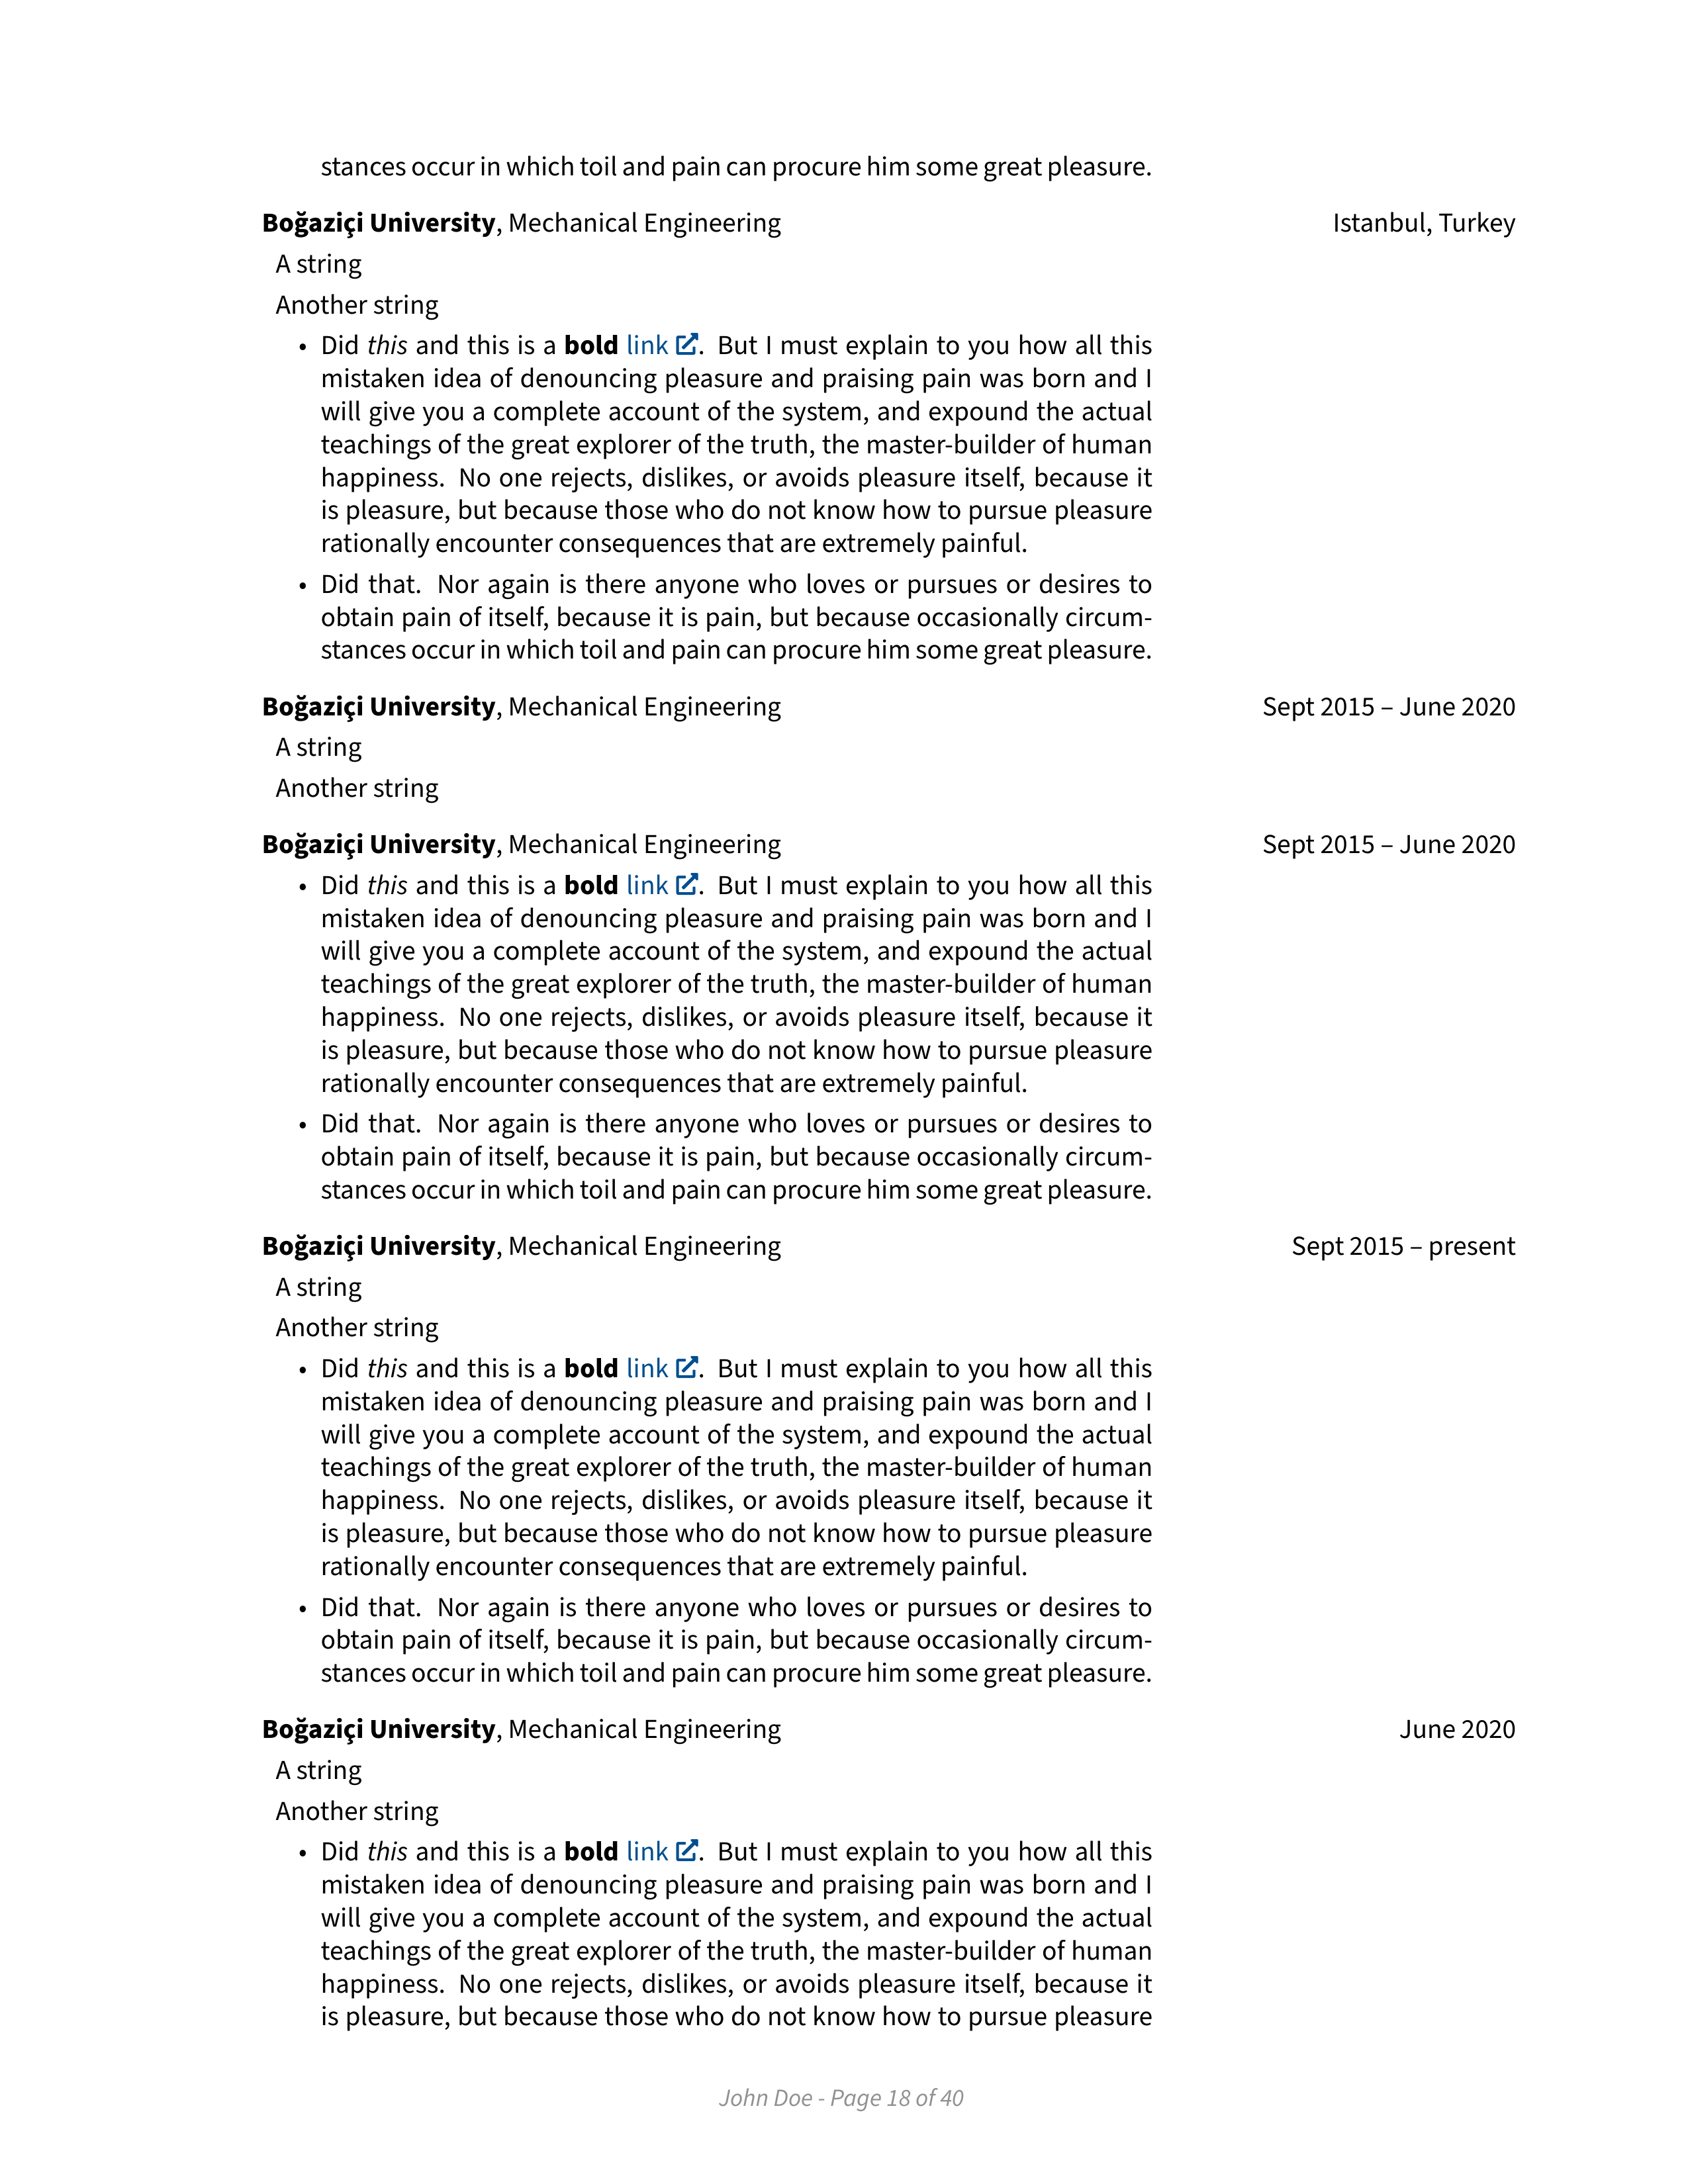 stances occur in which toil and pain can procure him some great pleasure.
Boğaziçi University, Mechanical Engineering Istanbul, Turkey
A string
Another string
• Did this and this is a bold link. But I must explain to you how all this
mistaken idea of denouncing pleasure and praising pain was born and I
will give you a complete account of the system, and expound the actual
teachings of the great explorer of the truth, the master-builder of human
happiness. No one rejects, dislikes, or avoids pleasure itself, because it
is pleasure, but because those who do not know how to pursue pleasure
rationally encounter consequences that are extremely painful.
• Did that. Nor again is there anyone who loves or pursues or desires to
obtain pain of itself, because it is pain, but because occasionally circum-
stances occur in which toil and pain can procure him some great pleasure.
Boğaziçi University, Mechanical Engineering Sept 2015 – June 2020
A string
Another string
Boğaziçi University, Mechanical Engineering Sept 2015 – June 2020
• Did this and this is a bold link. But I must explain to you how all this
mistaken idea of denouncing pleasure and praising pain was born and I
will give you a complete account of the system, and expound the actual
teachings of the great explorer of the truth, the master-builder of human
happiness. No one rejects, dislikes, or avoids pleasure itself, because it
is pleasure, but because those who do not know how to pursue pleasure
rationally encounter consequences that are extremely painful.
• Did that. Nor again is there anyone who loves or pursues or desires to
obtain pain of itself, because it is pain, but because occasionally circum-
stances occur in which toil and pain can procure him some great pleasure.
Boğaziçi University, Mechanical Engineering Sept 2015 – present
A string
Another string
• Did this and this is a bold link. But I must explain to you how all this
mistaken idea of denouncing pleasure and praising pain was born and I
will give you a complete account of the system, and expound the actual
teachings of the great explorer of the truth, the master-builder of human
happiness. No one rejects, dislikes, or avoids pleasure itself, because it
is pleasure, but because those who do not know how to pursue pleasure
rationally encounter consequences that are extremely painful.
• Did that. Nor again is there anyone who loves or pursues or desires to
obtain pain of itself, because it is pain, but because occasionally circum-
stances occur in which toil and pain can procure him some great pleasure.
Boğaziçi University, Mechanical Engineering June 2020
A string
Another string
• Did this and this is a bold link. But I must explain to you how all this
mistaken idea of denouncing pleasure and praising pain was born and I
will give you a complete account of the system, and expound the actual
teachings of the great explorer of the truth, the master-builder of human
happiness. No one rejects, dislikes, or avoids pleasure itself, because it
is pleasure, but because those who do not know how to pursue pleasure
John Doe - Page 18 of 40